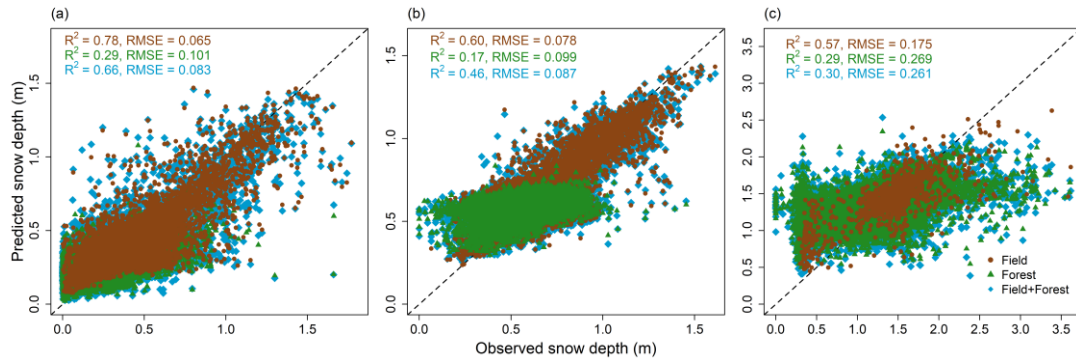 (a)
R² = 0.78, RMSE = 0.065
R² = 0.29, RMSE = 0.101
R² = 0.66, RMSE = 0.083
Predicted snow depth (m)
0.0
0.5
1.0
1.5
0.0 0.5 1.0 1.5
(b)
R² = 0.60, RMSE = 0.078
R² = 0.17, RMSE = 0.099
R² = 0.46, RMSE = 0.087
0.0
0.5
1.0
1.5
0.0 0.5 1.0 1.5
Observed snow depth (m)
(c)
R² = 0.57, RMSE = 0.175
R² = 0.29, RMSE = 0.269
R² = 0.30, RMSE = 0.261
0.0
0.5
1.0
1.5
2.0
2.5
3.0
3.5
Field
Forest
Field+Forest
0.0 0.5 1.0 1.5 2.0 2.5 3.0 3.5